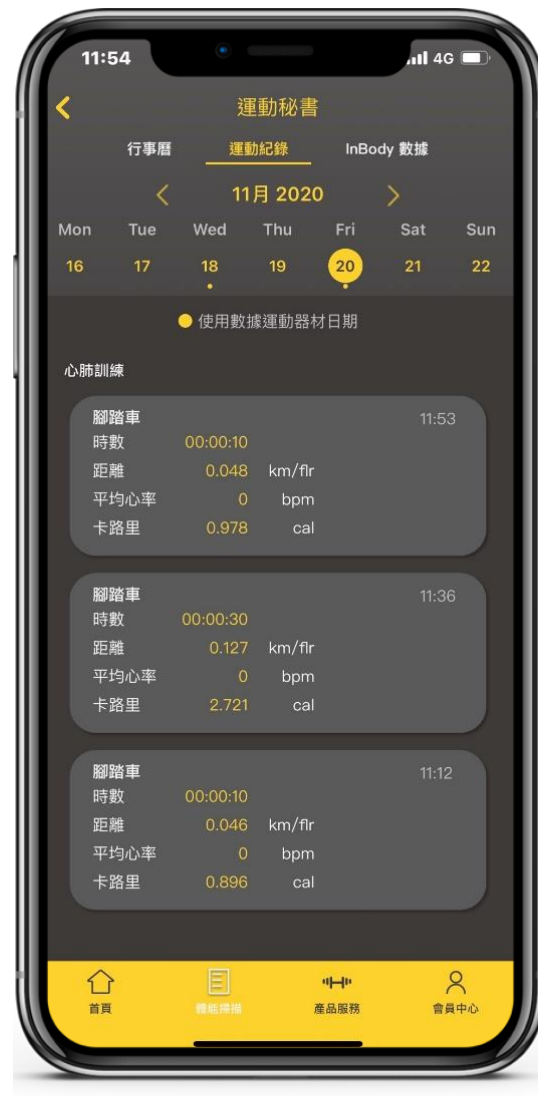 11:54 4G
運動秘書
行事曆 運動紀錄 InBody 數據
11月 2020
Mon Tue Wed Thu Fri Sat Sun
16 17 18 19 20 21 22
使用數據運動器材日期
心肺訓練
腳踏車 11:53
時數 00:00:10
距離 0.048 km/flr
平均心率 0 bpm
卡路里 0.978 cal
腳踏車 11:36
時數 00:00:30
距離 0.127 km/flr
平均心率 0 bpm
卡路里 2.721 cal
腳踏車 11:12
時數 00:00:10
距離 0.046 km/flr
平均心率 0 bpm
卡路里 0.896 cal
首頁 體能掃描 產品服務 會員中心